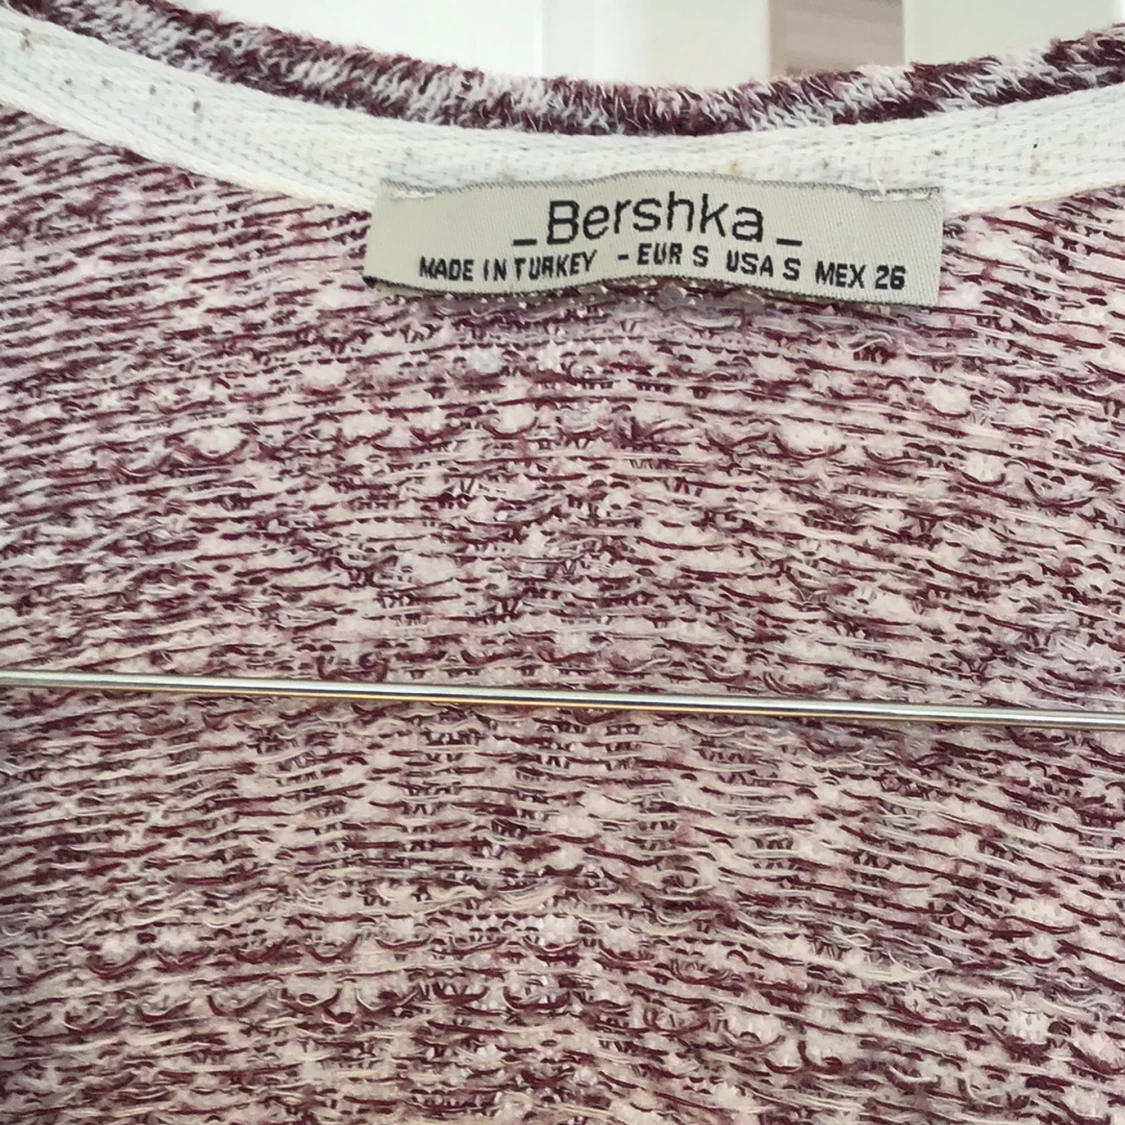 _Bershka_
MADE IN TURKEY - EUR S USA S MEX 26